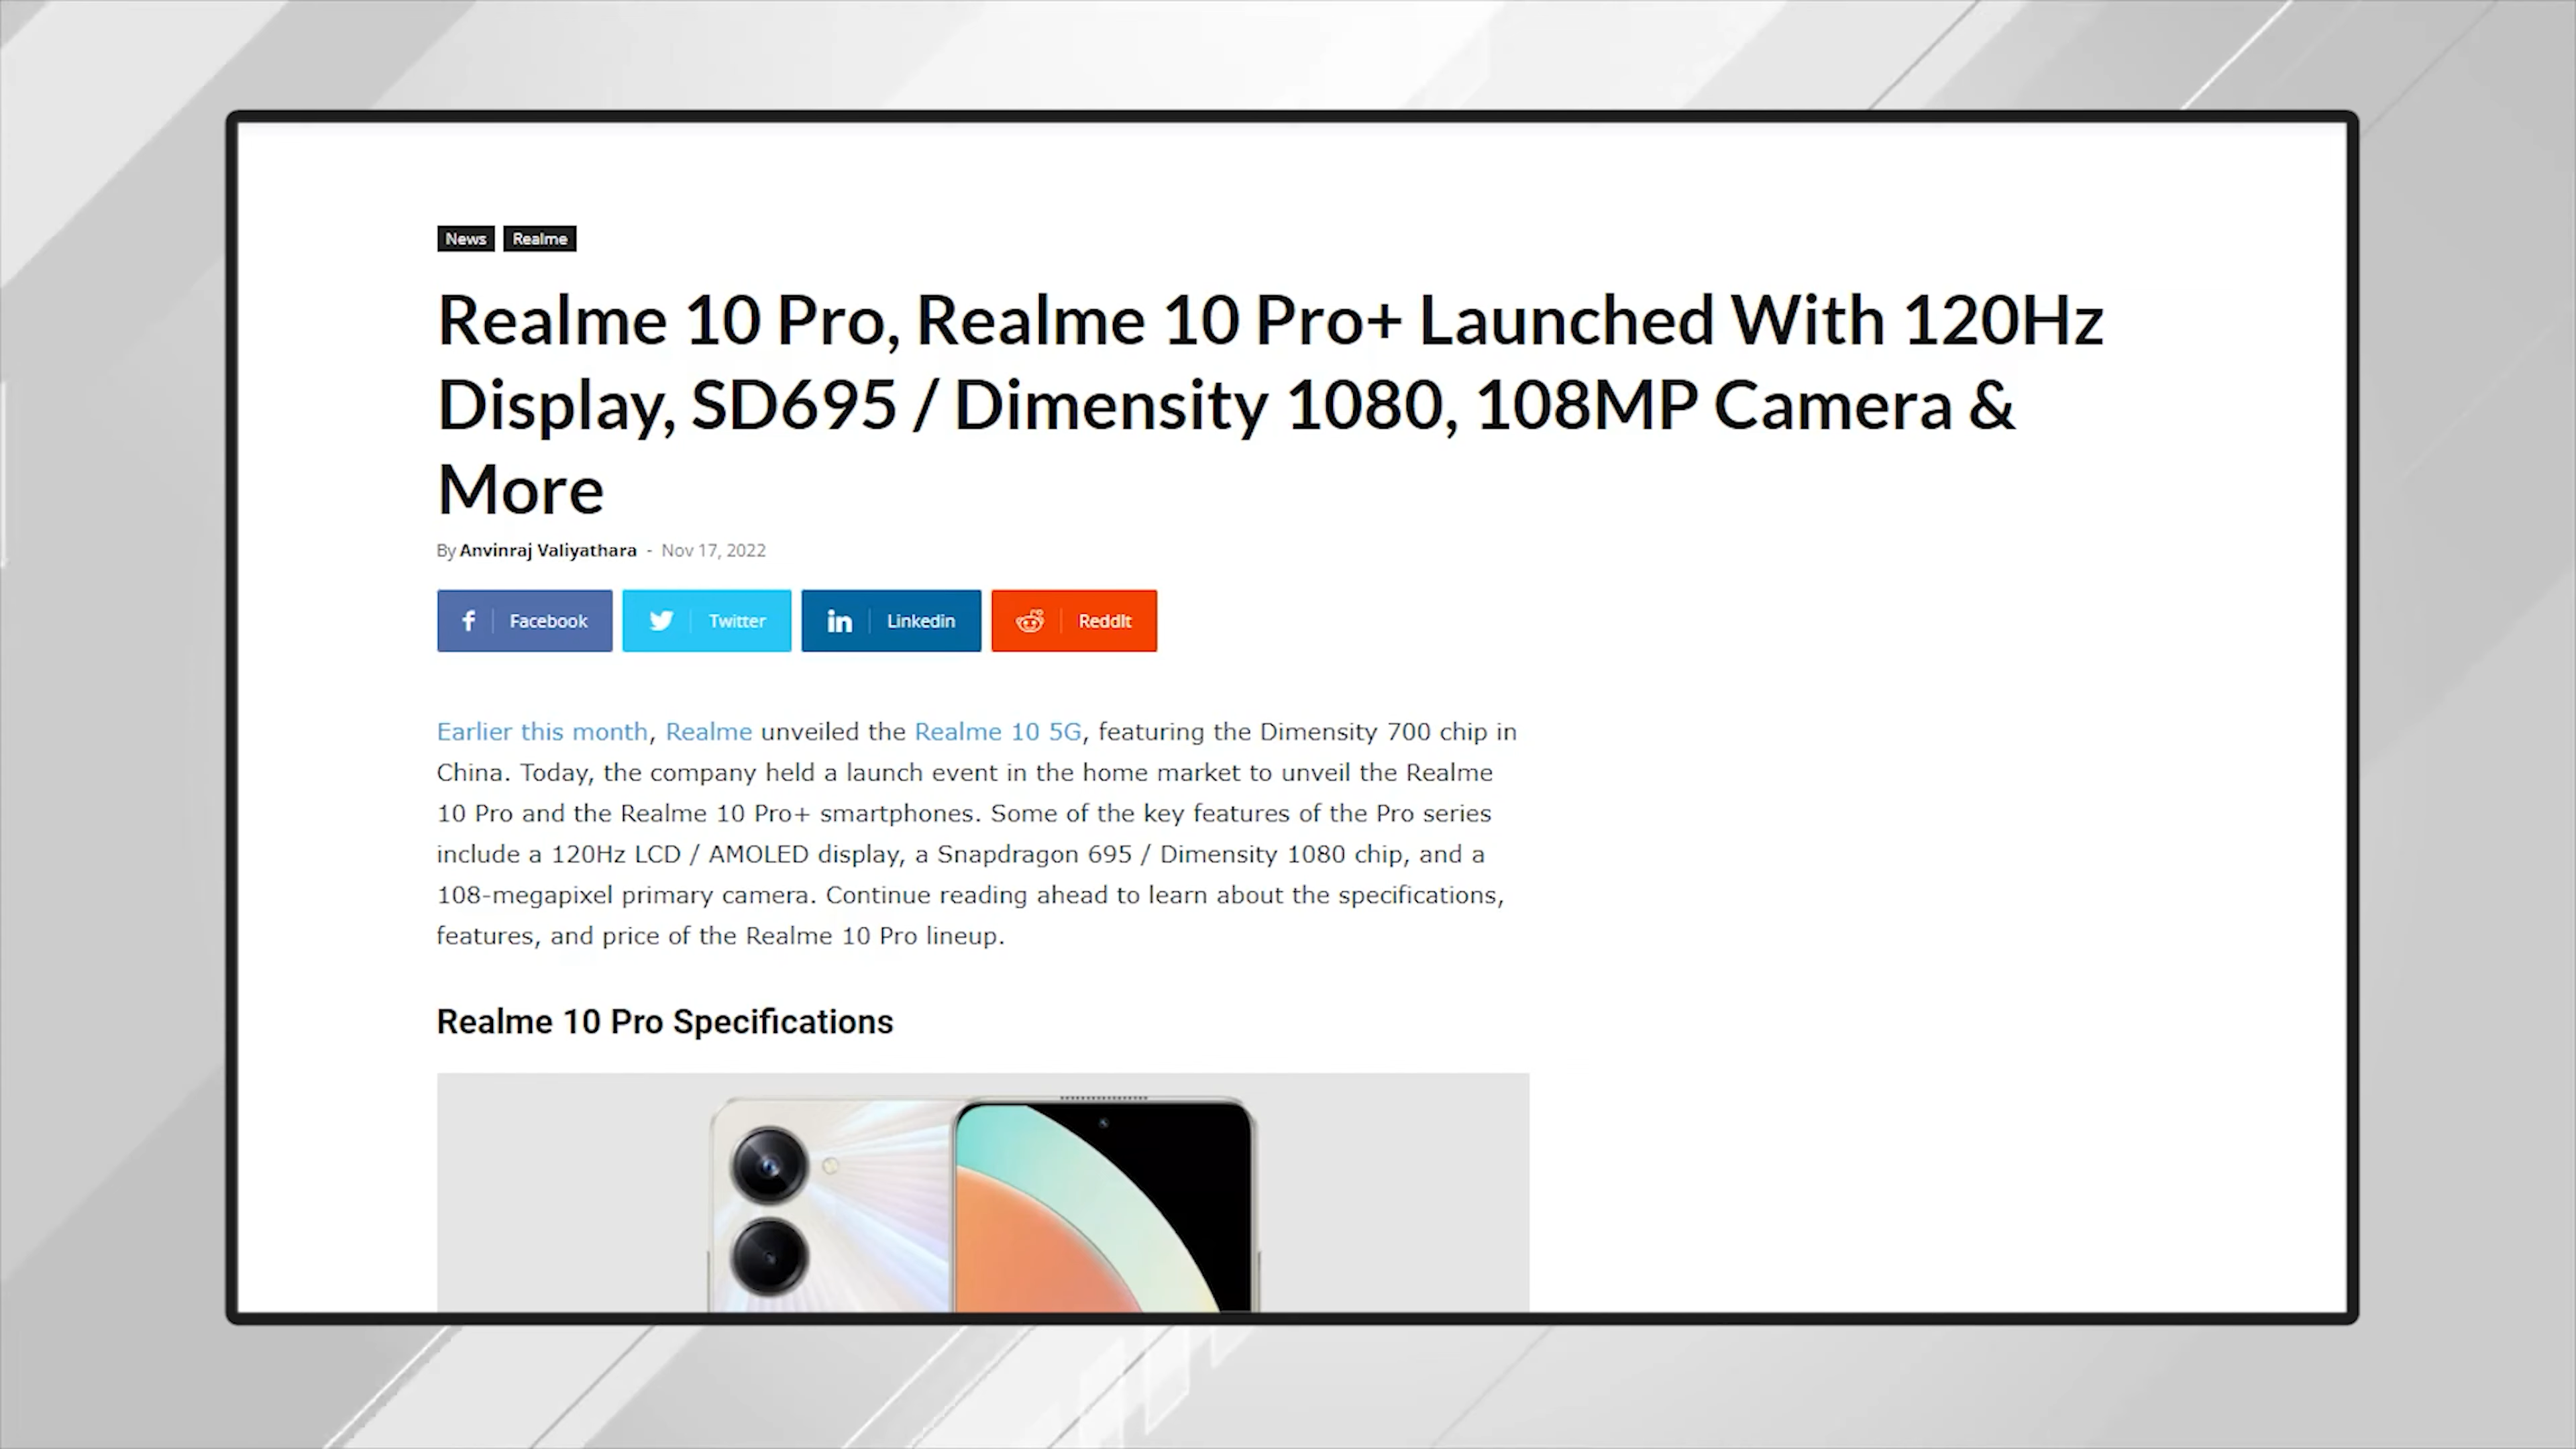 News Realme
Realme 10 Pro, Realme 10 Pro+ Launched With 120Hz
Display, SD695 / Dimensity 1080, 108MP Camera &
More
By Anvinraj Valiyathara - Nov 17, 2022
Facebook Twitter Linkedin ReddIt
Earlier this month, Realme unveiled the Realme 10 5G, featuring the Dimensity 700 chip in
China. Today, the company held a launch event in the home market to unveil the Realme
10 Pro and the Realme 10 Pro+ smartphones. Some of the key features of the Pro series
include a 120Hz LCD / AMOLED display, a Snapdragon 695 / Dimensity 1080 chip, and a
108-megapixel primary camera. Continue reading ahead to learn about the specifications,
features, and price of the Realme 10 Pro lineup.
Realme 10 Pro Specifications